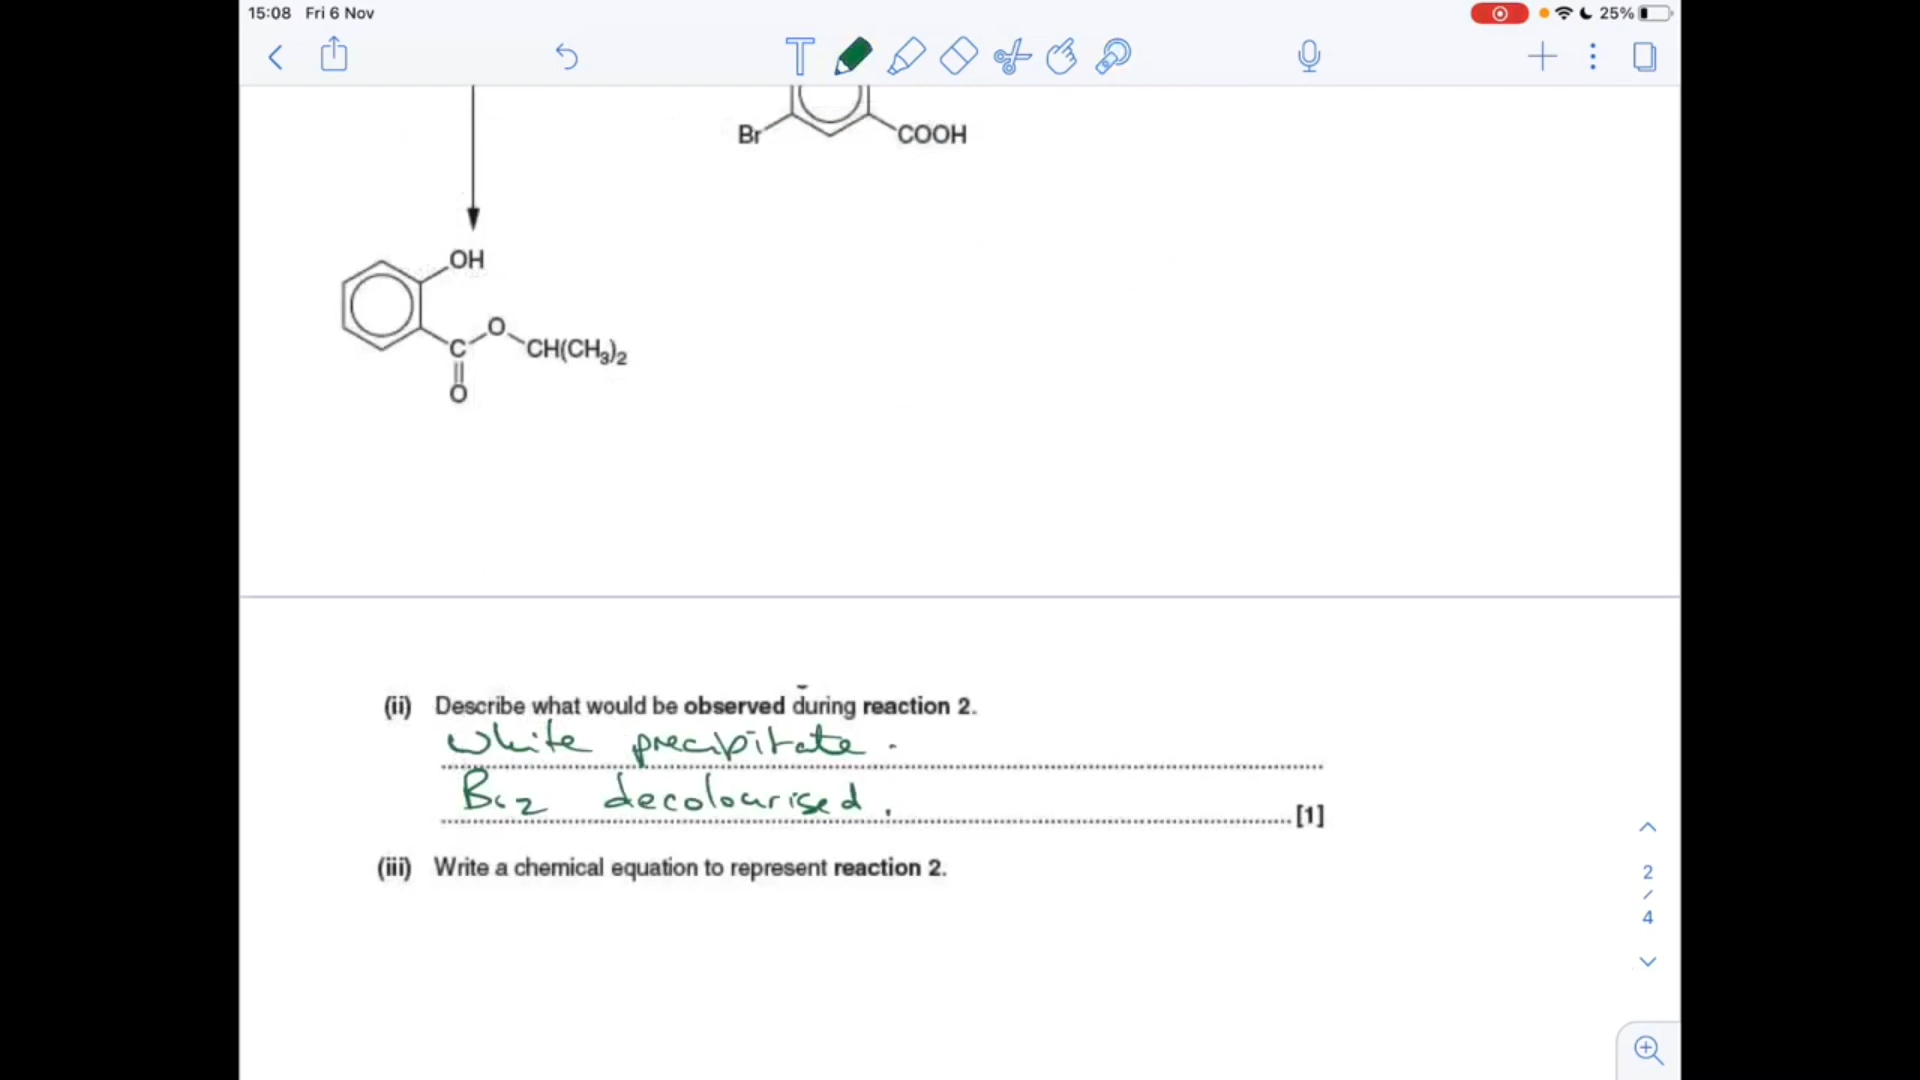 15:08 Fri 6 Nov
25%
T
Br
COOH
OH
O
C
CH(CH3)2
O
(ii) Describe what would be observed during reaction 2.
White precipitate.
Br2 decolourised.
[1]
(iii) Write a chemical equation to represent reaction 2.
2
/
4